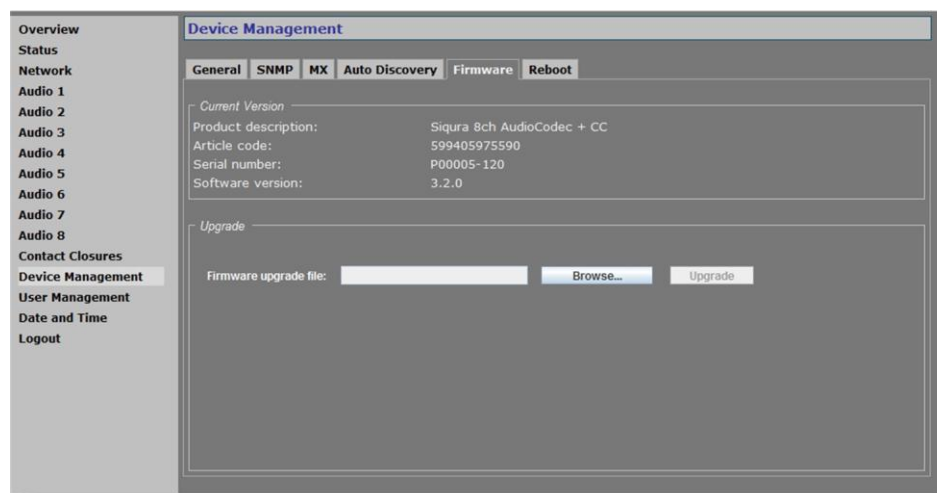 Overview
Status
Network
Audio 1
Audio 2
Audio 3
Audio 4
Audio 5
Audio 6
Audio 7
Audio 8
Contact Closures
Device Management
User Management
Date and Time
Logout
Device Management
General SNMP MX Auto Discovery Firmware Reboot
Current Version
Product description: Siqura 8ch AudioCodec + CC
Article code: 599405975590
Serial number: P00005-120
Software version: 3.2.0
Upgrade
Firmware upgrade file: Browse... Upgrade